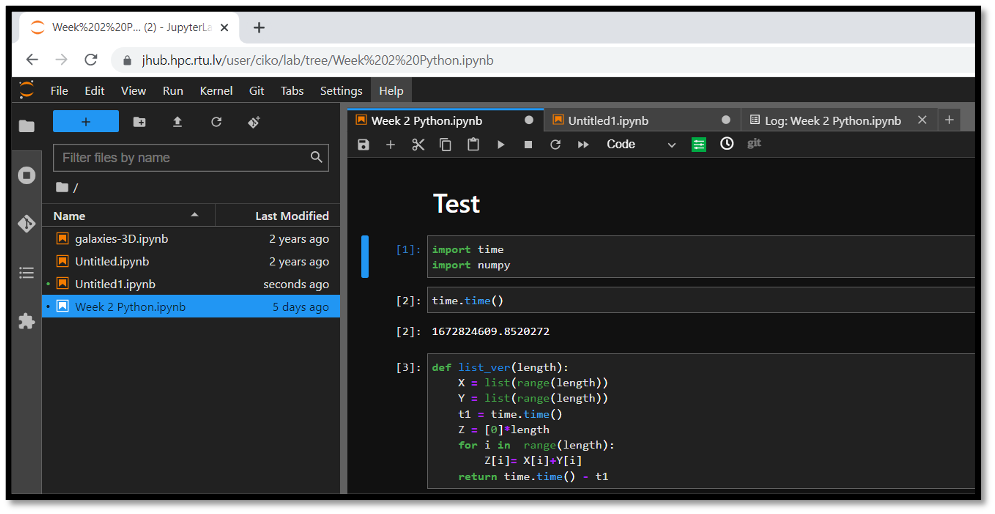 Week%202%20P... (2) - JupyterLa
jhub.hpc.rtu.lv/user/ciko/lab/tree/Week%202%20Python.ipynb
File Edit View Run Kernel Git Tabs Settings Help
+
Filter files by name
/
Name Last Modified
galaxies-3D.ipynb 2 years ago
Untitled.ipynb 2 years ago
Untitled1.ipynb seconds ago
Week 2 Python.ipynb 5 days ago
Week 2 Python.ipynb Untitled1.ipynb Log: Week 2 Python.ipynb
Code git
Test
[1]: import time
import numpy
[2]: time.time()
[2]: 1672824609.8520272
[3]: def list_ver(length):
    X = list(range(length))
    Y = list(range(length))
    t1 = time.time()
    Z = [0]*length
    for i in  range(length):
        Z[i]= X[i]+Y[i]
    return time.time() - t1